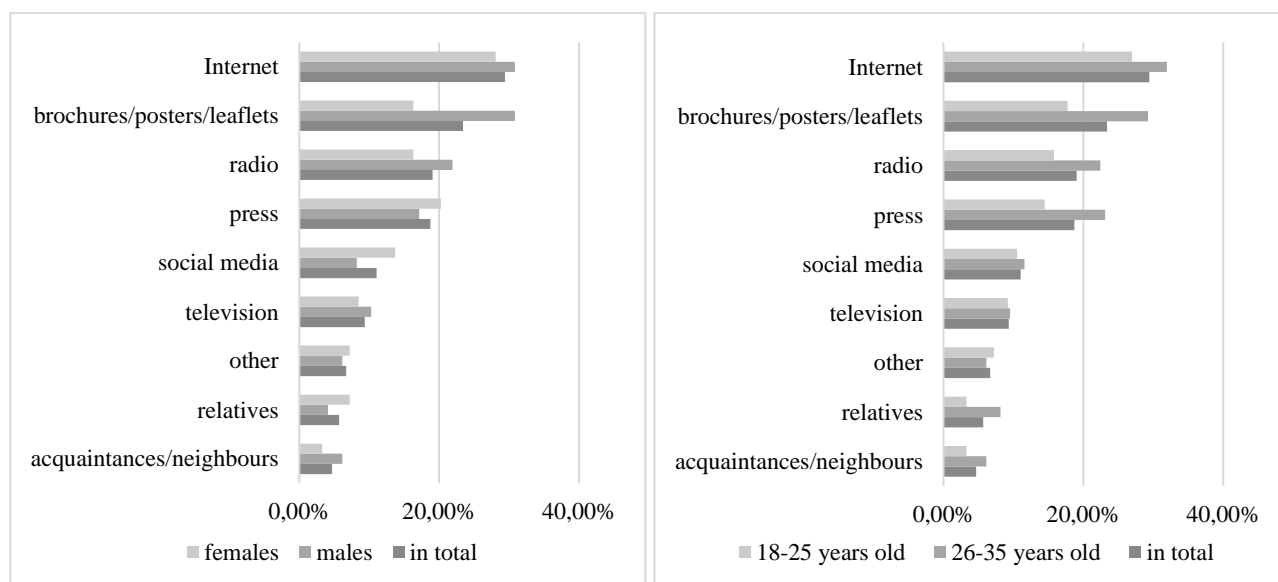 Internet
brochures/posters/leaflets
radio
press
social media
television
other
relatives
acquaintances/neighbours
0,00% 20,00% 40,00%
females males in total
Internet
brochures/posters/leaflets
radio
press
social media
television
other
relatives
acquaintances/neighbours
0,00% 20,00% 40,00%
18-25 years old 26-35 years old in total